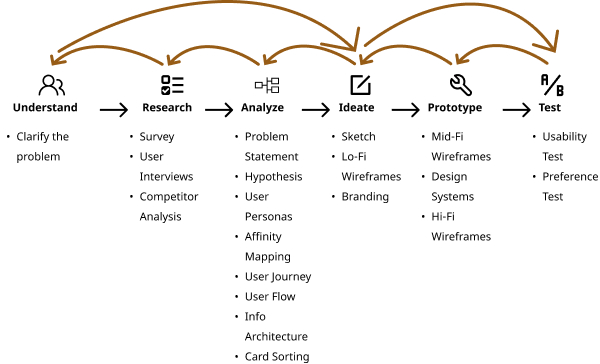 A/B
Understand
Research
Analyze
Ideate
Prototype
Test
• Clarify the
problem
• Survey
• User
Interviews
• Competitor
Analysis
• Problem
Statement
• Hypothesis
• User
Personas
• Affinity
Mapping
• User Journey
• User Flow
• Info
Architecture
• Card Sorting
• Sketch
• Lo-Fi
Wireframes
• Branding
• Mid-Fi
Wireframes
• Design
Systems
• Hi-Fi
Wireframes
• Usability
Test
• Preference
Test